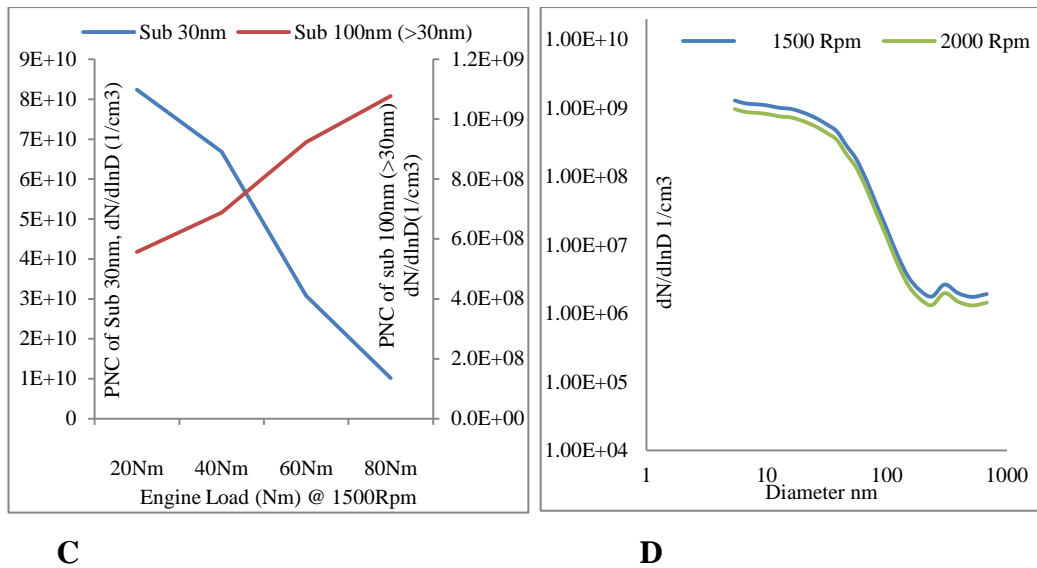 Sub 30nm
Sub 100nm (>30nm)
9E+10
8E+10
7E+10
6E+10
5E+10
4E+10
3E+10
2E+10
1E+10
0
PNC of Sub 30nm, dN/dlnD (1/cm3)
1.2E+09
1.0E+09
8.0E+08
6.0E+08
4.0E+08
2.0E+08
0.0E+00
PNC of sub 100nm (>30nm)
dN/dlnD(1/cm3)
20Nm 40Nm 60Nm 80Nm
Engine Load (Nm) @ 1500Rpm
C
1500 Rpm
2000 Rpm
1.00E+10
1.00E+09
1.00E+08
1.00E+07
1.00E+06
1.00E+05
1.00E+04
dN/dlnD 1/cm3
1 10 100 1000
Diameter nm
D